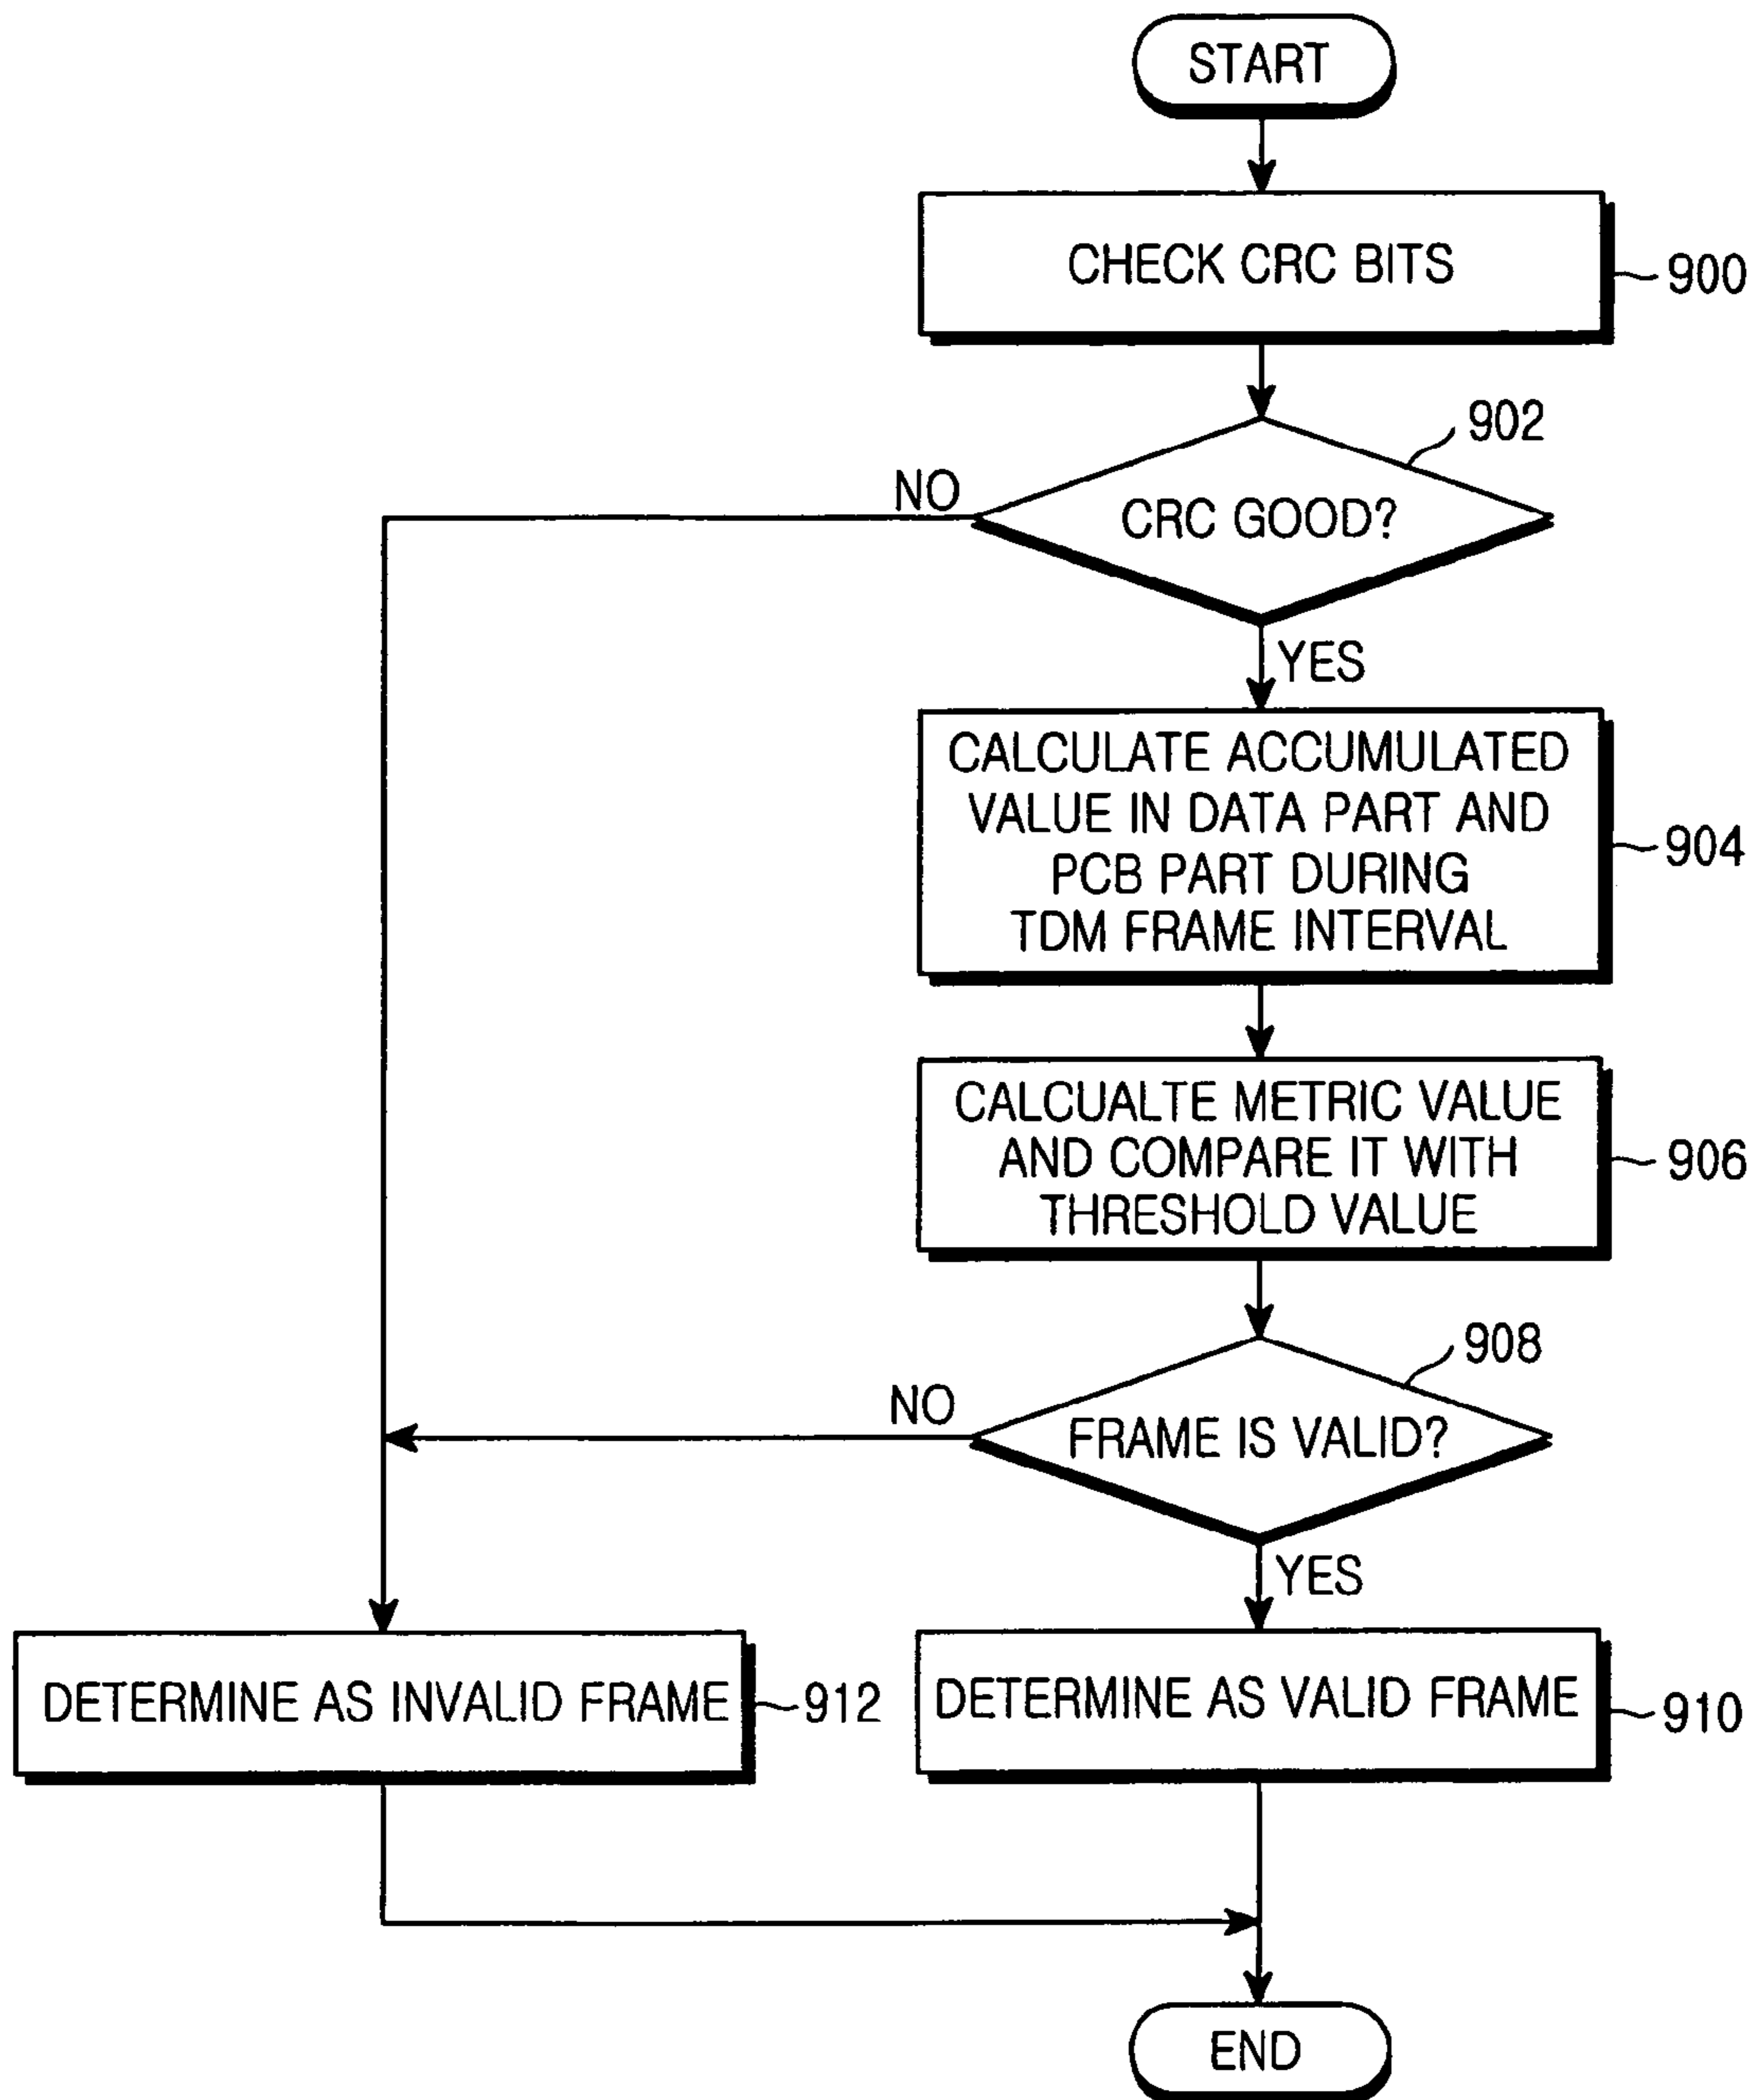 START
CHECK CRC BITS
900
902
NO
CRC GOOD?
YES
CALCULATE ACCUMULATED
VALUE IN DATA PART AND
PCB PART DURING
TDM FRAME INTERVAL
904
CALCUALTE METRIC VALUE
AND COMPARE IT WITH
THRESHOLD VALUE
906
908
NO
FRAME IS VALID?
YES
DETERMINE AS INVALID FRAME
912
DETERMINE AS VALID FRAME
910
END